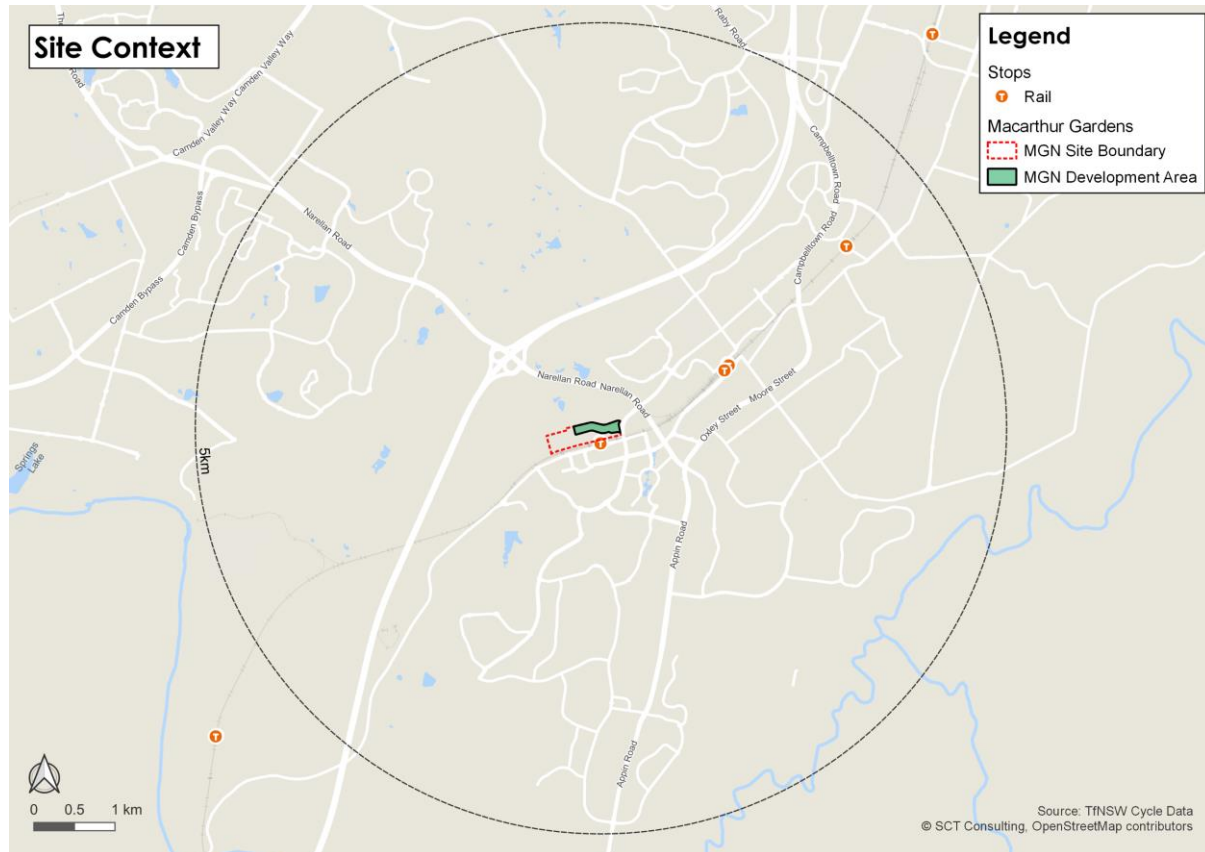 Site Context
Legend
Stops
T Rail
Macarthur Gardens
MGN Site Boundary
MGN Development Area
Raby Road
Road
Camden Valley Way Camden Valley Way
Campbelltown Road
Camden Bypass
Narellan Road
Campbelltown Road
Camden Bypass
Narellan Road Narellan Road
Oxley Street
Moore Street
5km
Springs
Lake
Appin Road
Appin Road
T
T
T
T
T
0 0.5 1 km
Source: TfNSW Cycle Data
© SCT Consulting, OpenStreetMap contributors